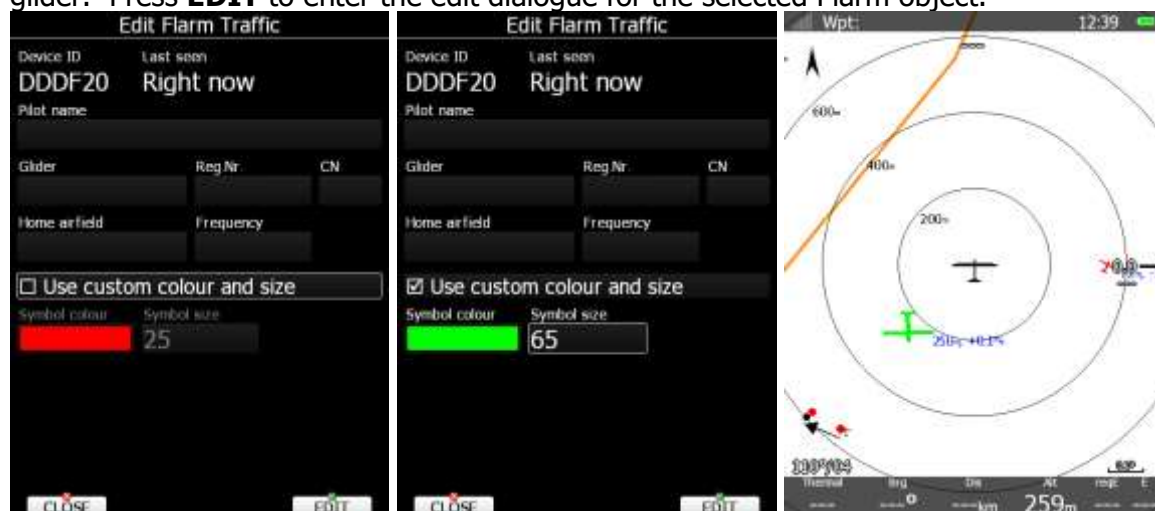 glider. Press EDIT to enter the edit dialogue for the selected Flarm object.
Edit Flarm Traffic
Device ID Last seen
DDDF20 Right now
Pilot name
Glider Reg Nr. CN
Home airfield Frequency
☐ Use custom colour and size
Symbol colour Symbol size
25
CLOSE EDIT
Edit Flarm Traffic
Device ID Last seen
DDDF20 Right now
Pilot name
Glider Reg Nr. CN
Home airfield Frequency
☑ Use custom colour and size
Symbol colour Symbol size
65
CLOSE EDIT
Wpt: 12:39
600m
400m
200m
Thermal Brg Dis Alt reqE E
---- ---° ---km 259m --- ---